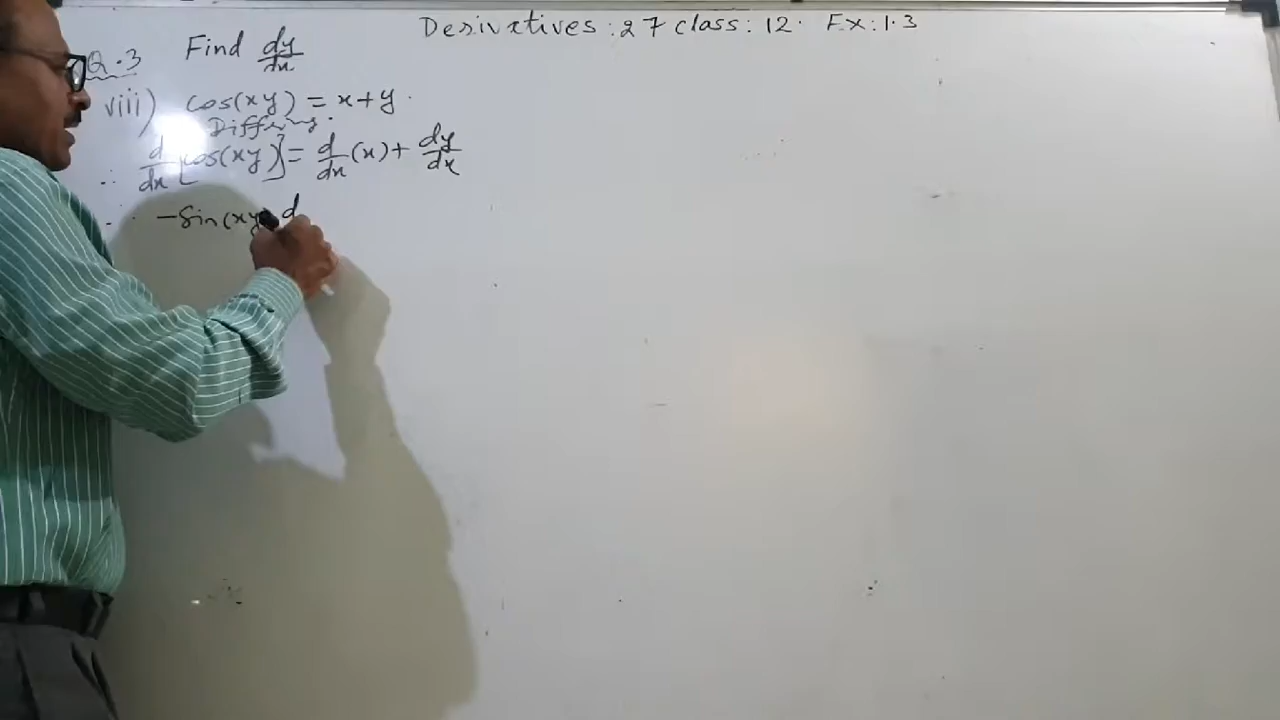 Derivatives : 27 class : 12. Ex : 1.3
Q.3 Find dy/dx
viii) cos(xy) = x+y.
∴ d/dx [cos(xy)] = d/dx (x) + dy/dx
-Sin(xy) d